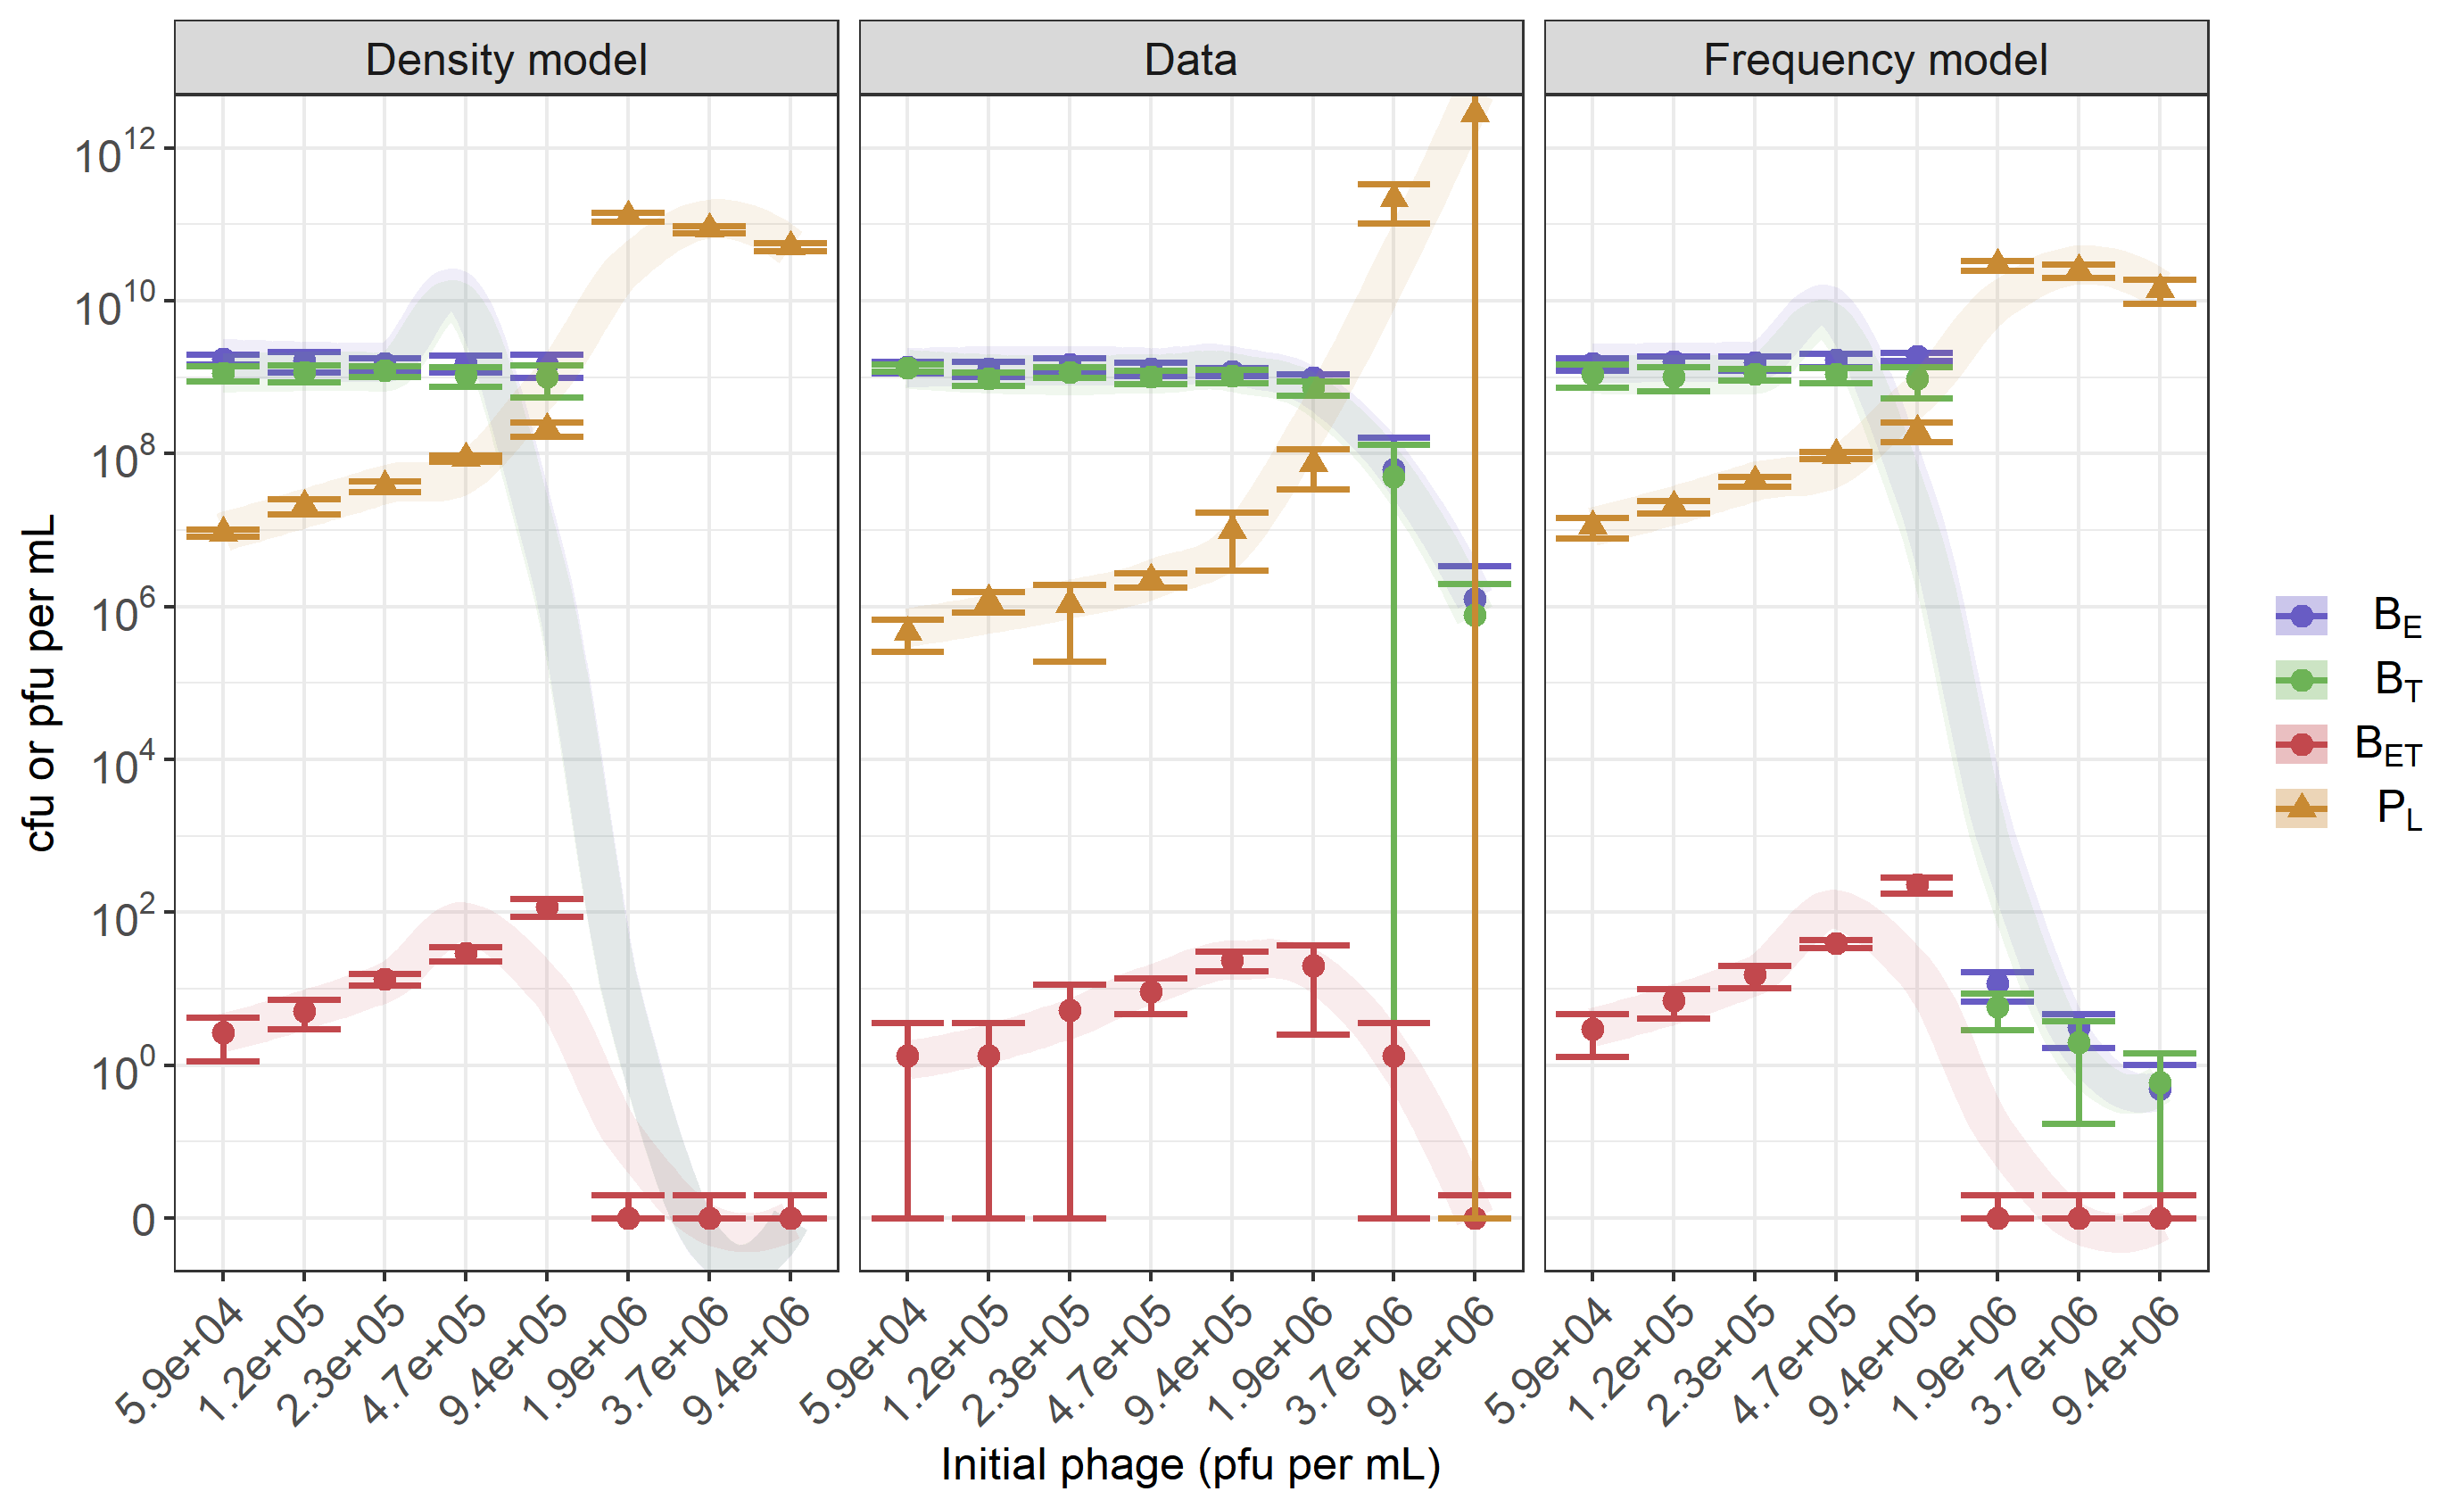 Density model
Data
Frequency model
cfu or pfu per mL
10^12
10^10
10^8
10^6
10^4
10^2
10^0
0
5.9e+04 1.2e+05 2.3e+05 4.7e+05 9.4e+05 1.9e+06 3.7e+06 9.4e+06
5.9e+04 1.2e+05 2.3e+05 4.7e+05 9.4e+05 1.9e+06 3.7e+06 9.4e+06
5.9e+04 1.2e+05 2.3e+05 4.7e+05 9.4e+05 1.9e+06 3.7e+06 9.4e+06
Initial phage (pfu per mL)
B_E
B_T
B_ET
P_L